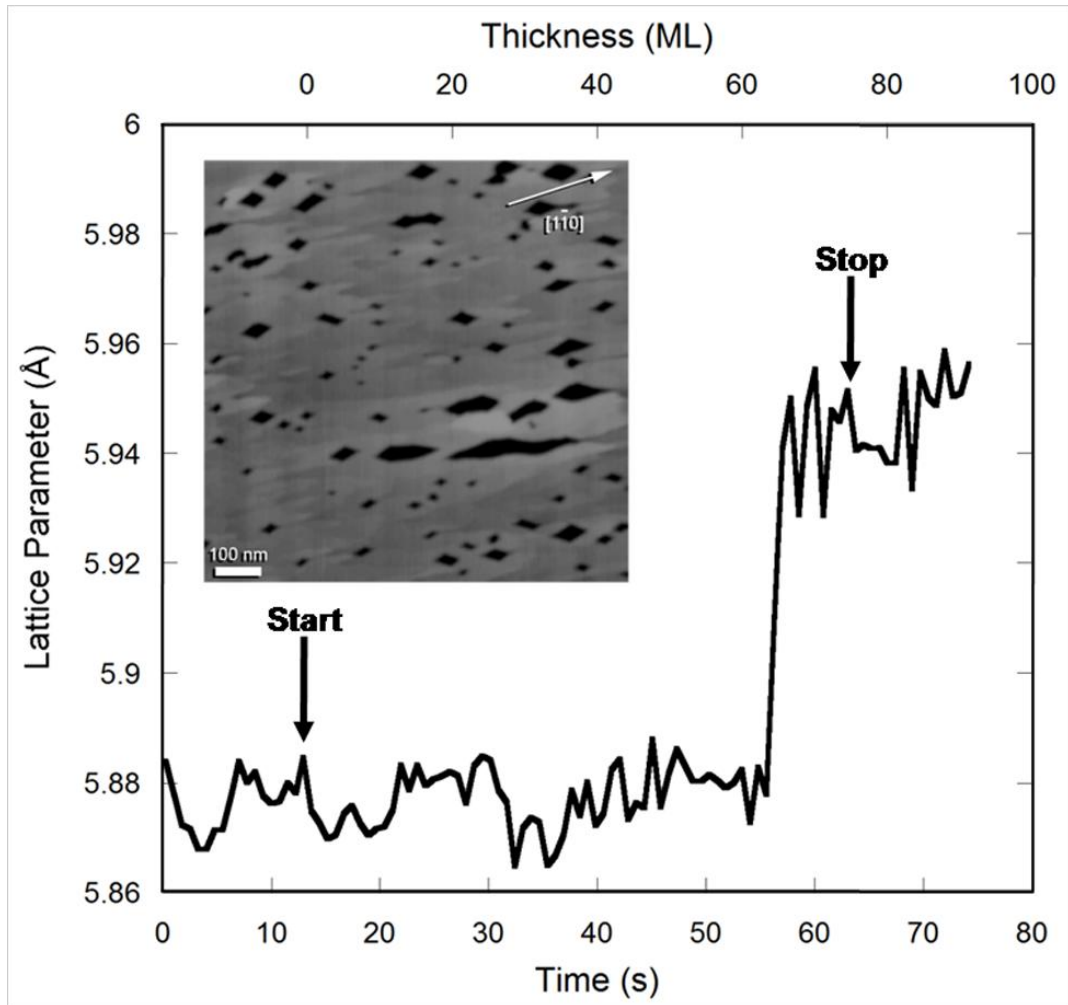 Thickness (ML)
0 20 40 60 80 100
6
5.98
5.96
5.94
5.92
5.9
5.88
5.86
Lattice Parameter (Å)
[11̄0]
100 nm
Start
Stop
0 10 20 30 40 50 60 70 80
Time (s)